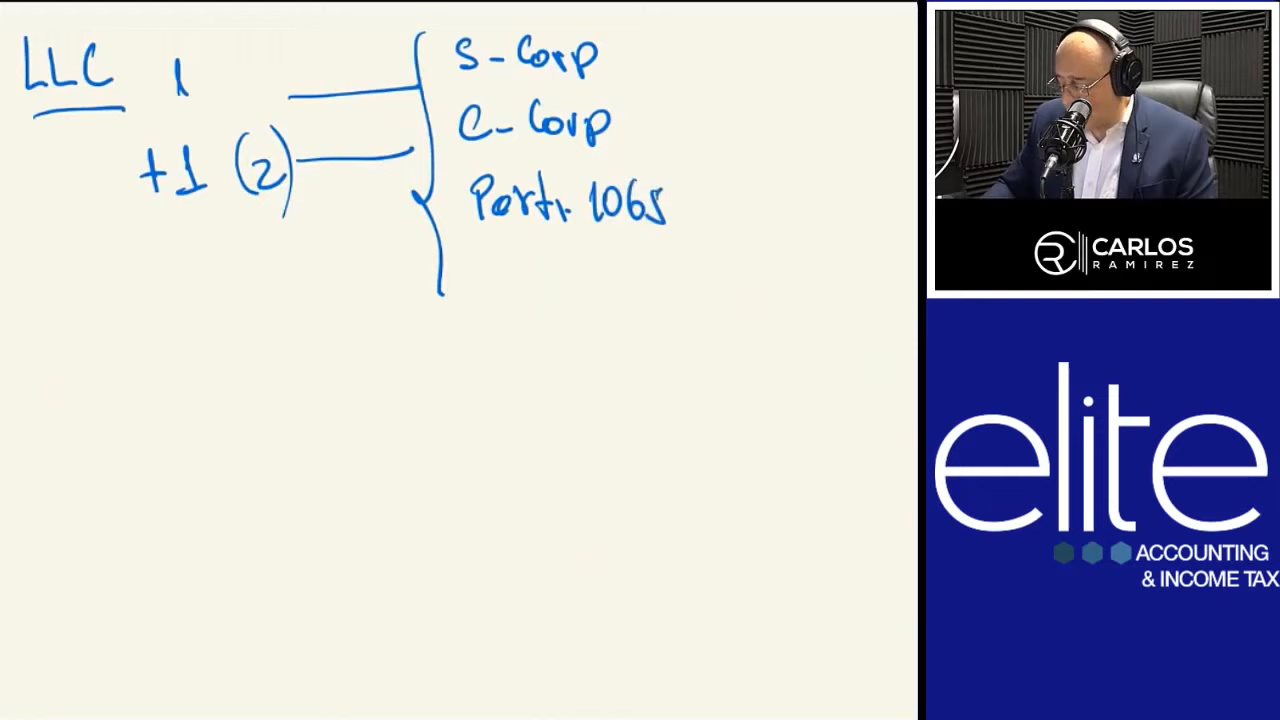 LLC 1
+1 (2)
S-Corp
C-Corp
Part. 1065
CARLOS
RAMIREZ
elite
ACCOUNTING
& INCOME TAX